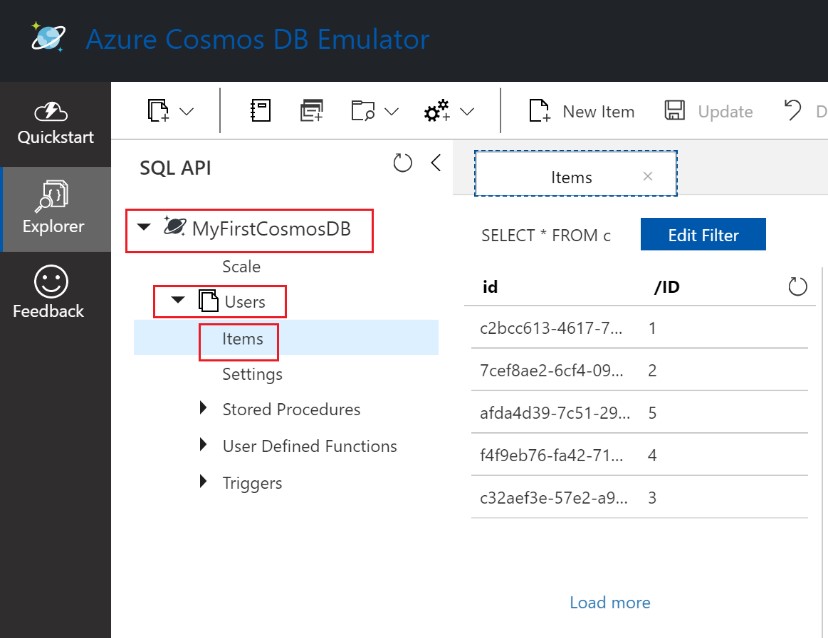 Azure Cosmos DB Emulator
Quickstart
Explorer
Feedback
New Item
Update
D
SQL API
MyFirstCosmosDB
Scale
Users
Items
Settings
Stored Procedures
User Defined Functions
Triggers
Items
SELECT * FROM c
Edit Filter
id /ID
c2bcc613-4617-7... 1
7cef8ae2-6cf4-09... 2
afda4d39-7c51-29... 5
f4f9eb76-fa42-71... 4
c32aef3e-57e2-a9... 3
Load more